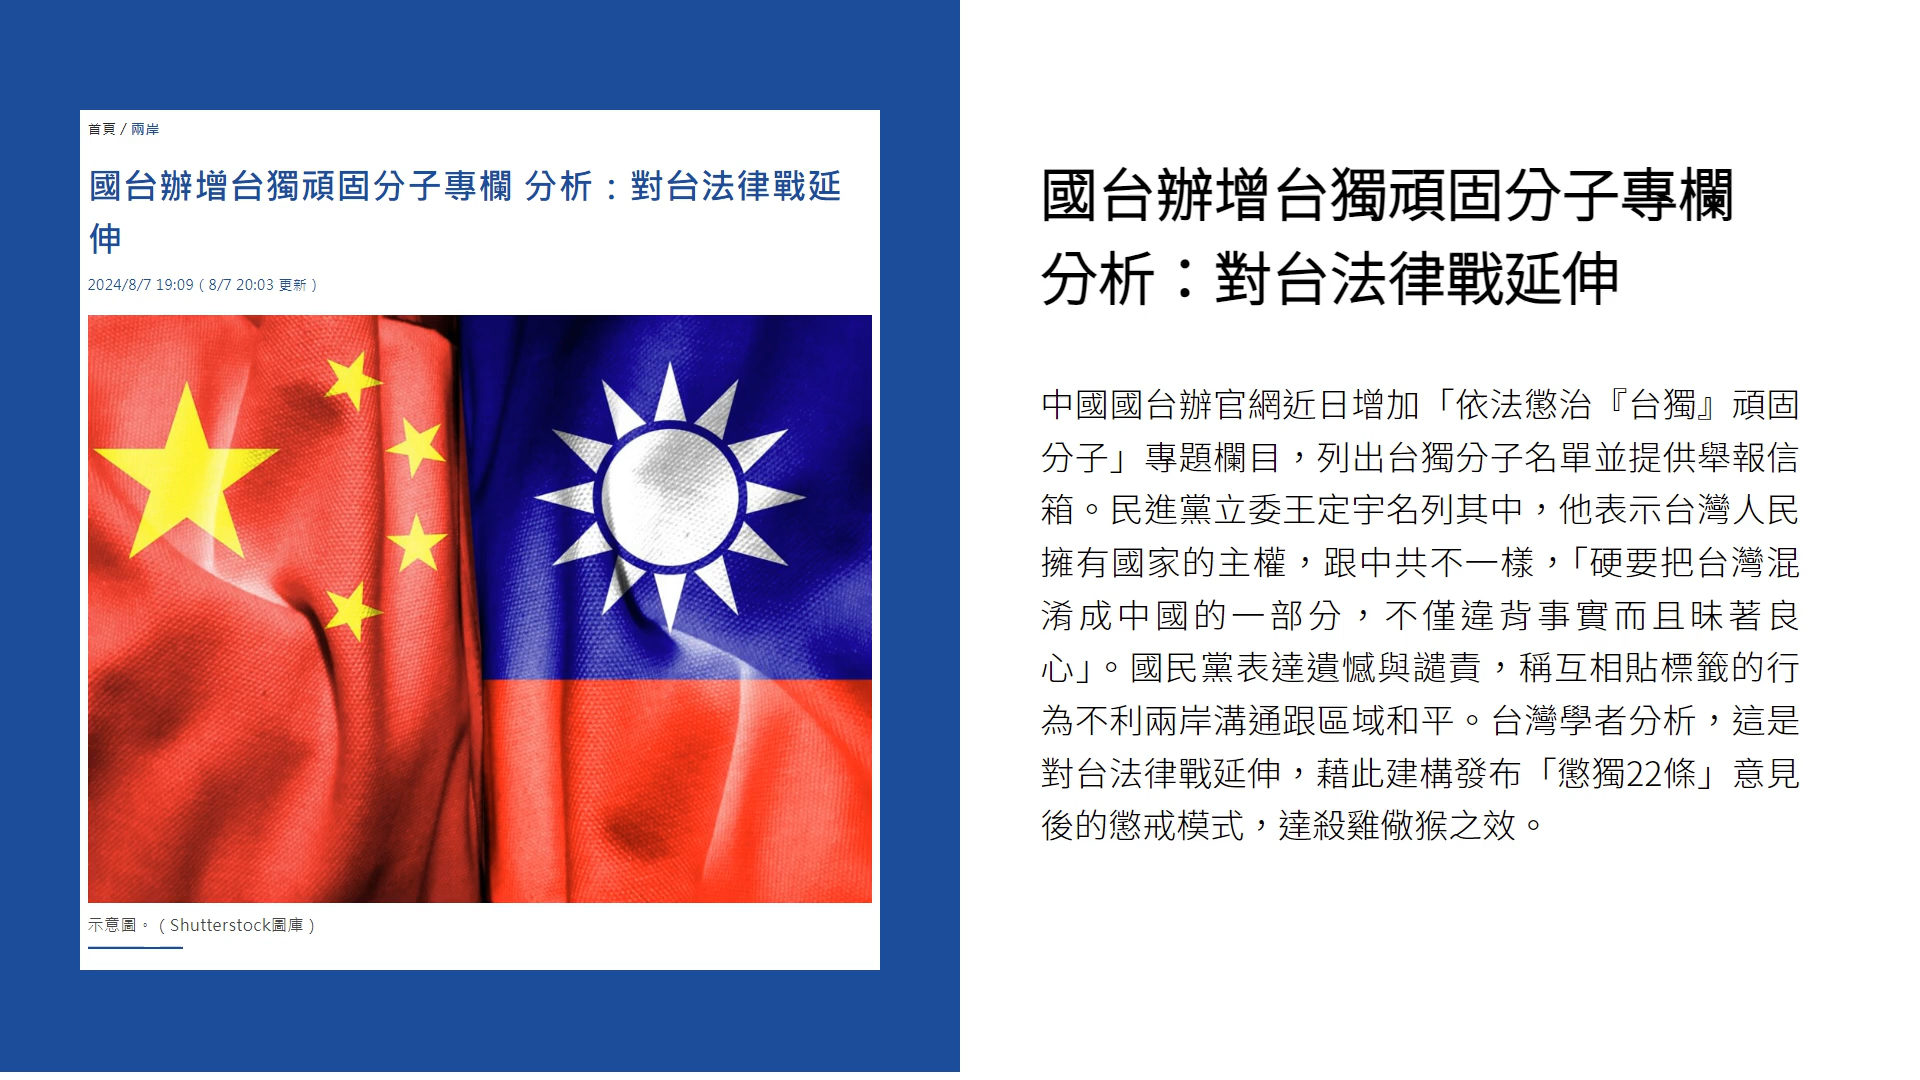 首頁 / 兩岸
國台辦增台獨頑固分子專欄 分析：對台法律戰延
伸
2024/8/7 19:09（8/7 20:03 更新）
示意圖。（Shutterstock圖庫）
國台辦增台獨頑固分子專欄
分析：對台法律戰延伸
中國國台辦官網近日增加「依法懲治『台獨』頑固
分子」專題欄目，列出台獨分子名單並提供舉報信
箱。民進黨立委王定宇名列其中，他表示台灣人民
擁有國家的主權，跟中共不一樣，「硬要把台灣混
淆成中國的一部分，不僅違背事實而且昧著良
心」。國民黨表達遺憾與譴責，稱互相貼標籤的行
為不利兩岸溝通跟區域和平。台灣學者分析，這是
對台法律戰延伸，藉此建構發布「懲獨22條」意見
後的懲戒模式，達殺雞儆猴之效。